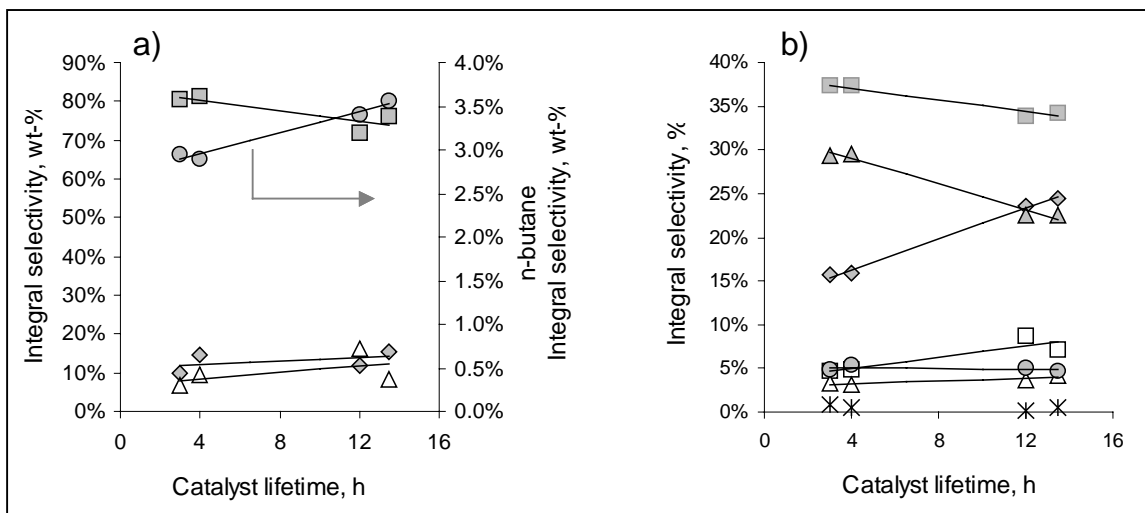 a)
90%
80%
70%
60%
50%
40%
30%
20%
10%
0%
Integral selectivity, wt-%
4.0%
3.5%
3.0%
2.5%
2.0%
1.5%
1.0%
0.5%
0.0%
n-butane
Integral selectivity, wt-%
0 4 8 12 16
Catalyst lifetime, h
b)
40%
35%
30%
25%
20%
15%
10%
5%
0%
Integral selectivity, %
0 4 8 12 16
Catalyst lifetime, h